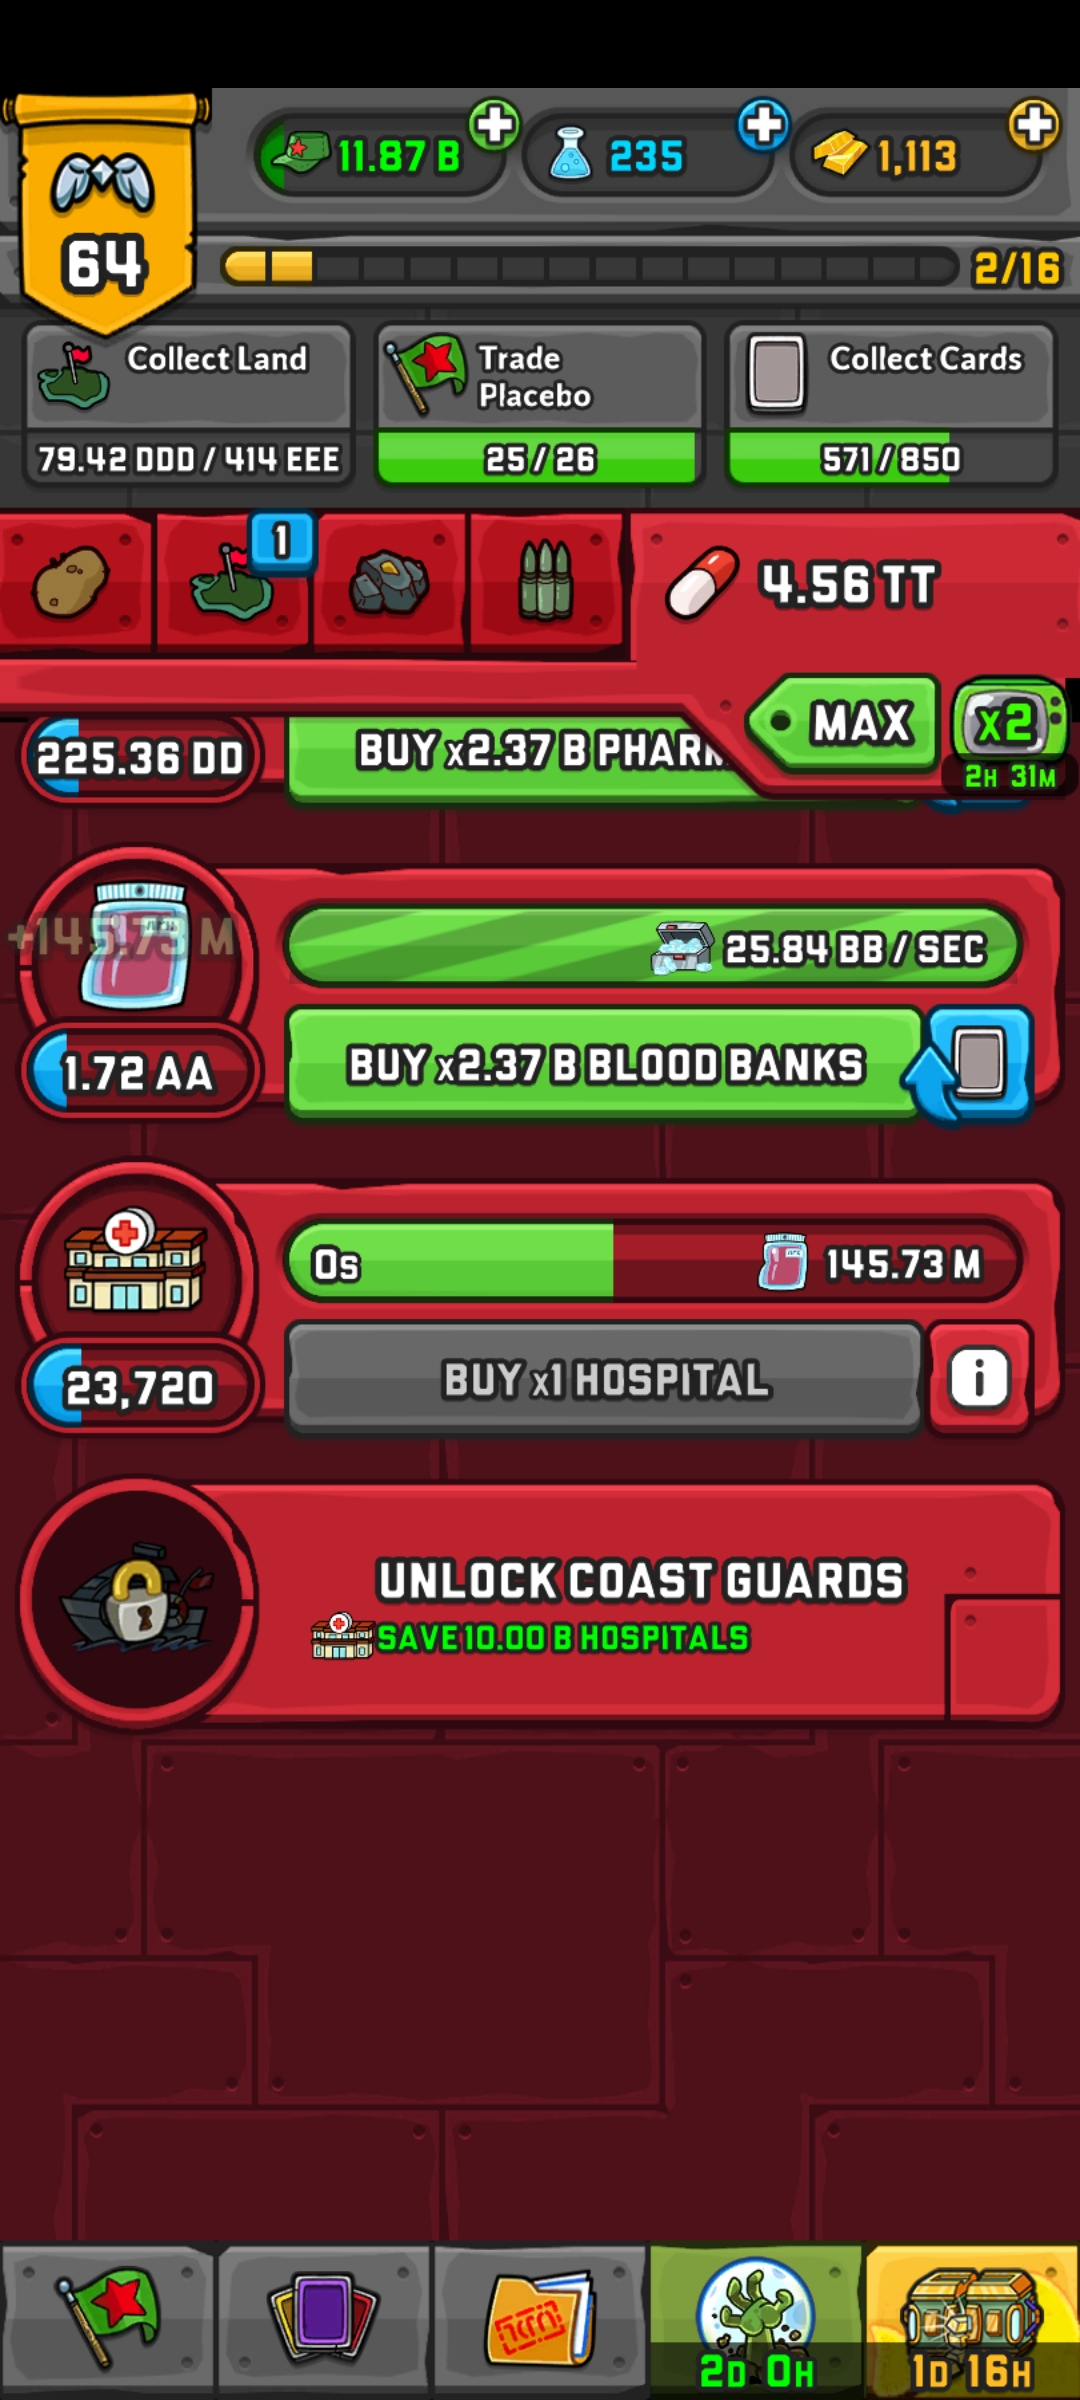 11.87 B
235
1,113
64
2/16
Collect Land
79.42 DDD / 414 EEE
Trade
Placebo
25 / 26
Collect Cards
571 / 850
1
4.56 TT
MAX
x2
2H 31M
225.36 DD
BUY x2.37 B
+145.73 M
25.84 BB / SEC
1.72 AA
BUY x2.37 B BLOOD BANKS
0s
145.73 M
23,720
BUY x1 HOSPITAL
i
UNLOCK COAST GUARDS
SAVE 10.00 B HOSPITALS
2D 0H
1D 16H